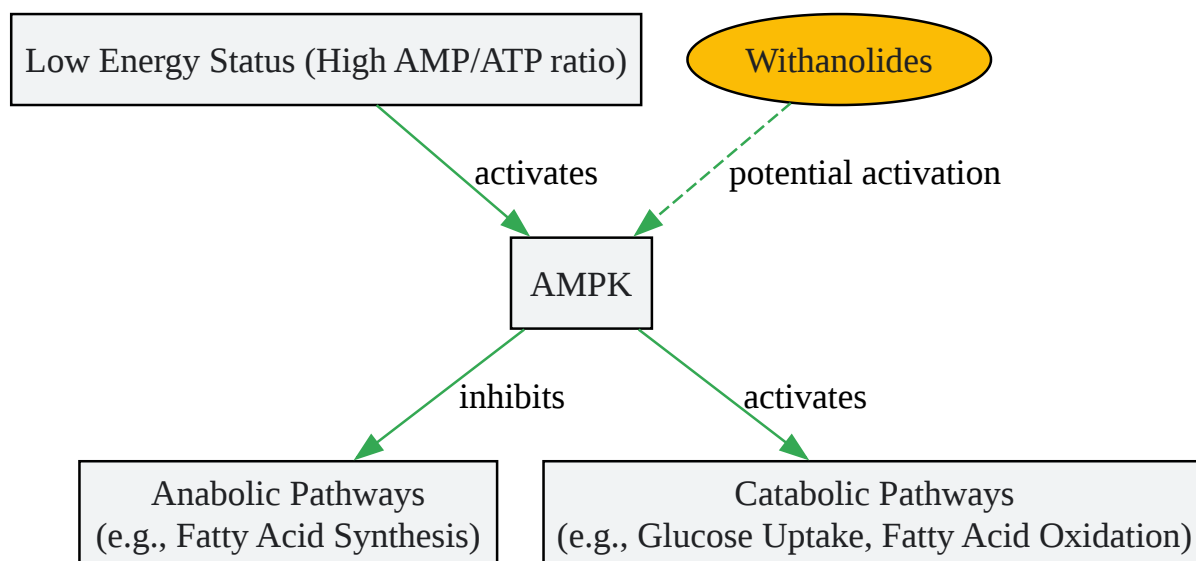 Low Energy Status (High AMP/ATP ratio)
Withanolides
activates
potential activation
AMPK
inhibits
activates
Anabolic Pathways
(e.g., Fatty Acid Synthesis)
Catabolic Pathways
(e.g., Glucose Uptake, Fatty Acid Oxidation)